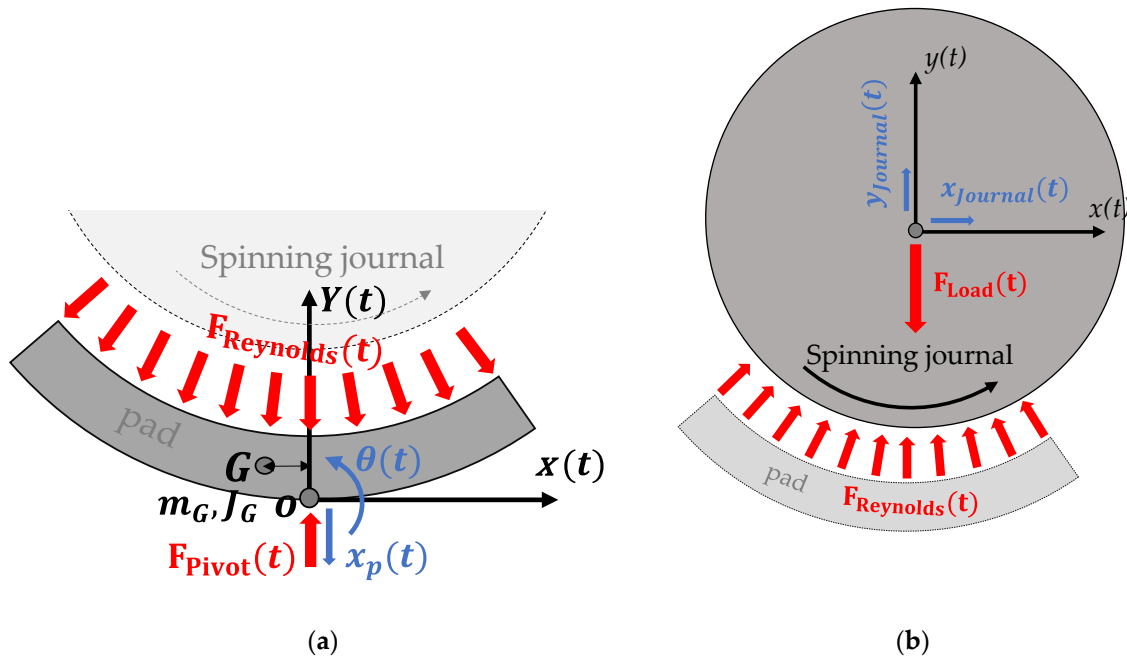 Spinning journal
Y(t)
F_Reynolds(t)
pad
G
θ(t)
x(t)
m_G, J_G
o
F_Pivot(t)
x_p(t)
(a)
y(t)
y_Journal(t)
x_Journal(t)
x(t)
F_Load(t)
Spinning journal
pad
F_Reynolds(t)
(b)